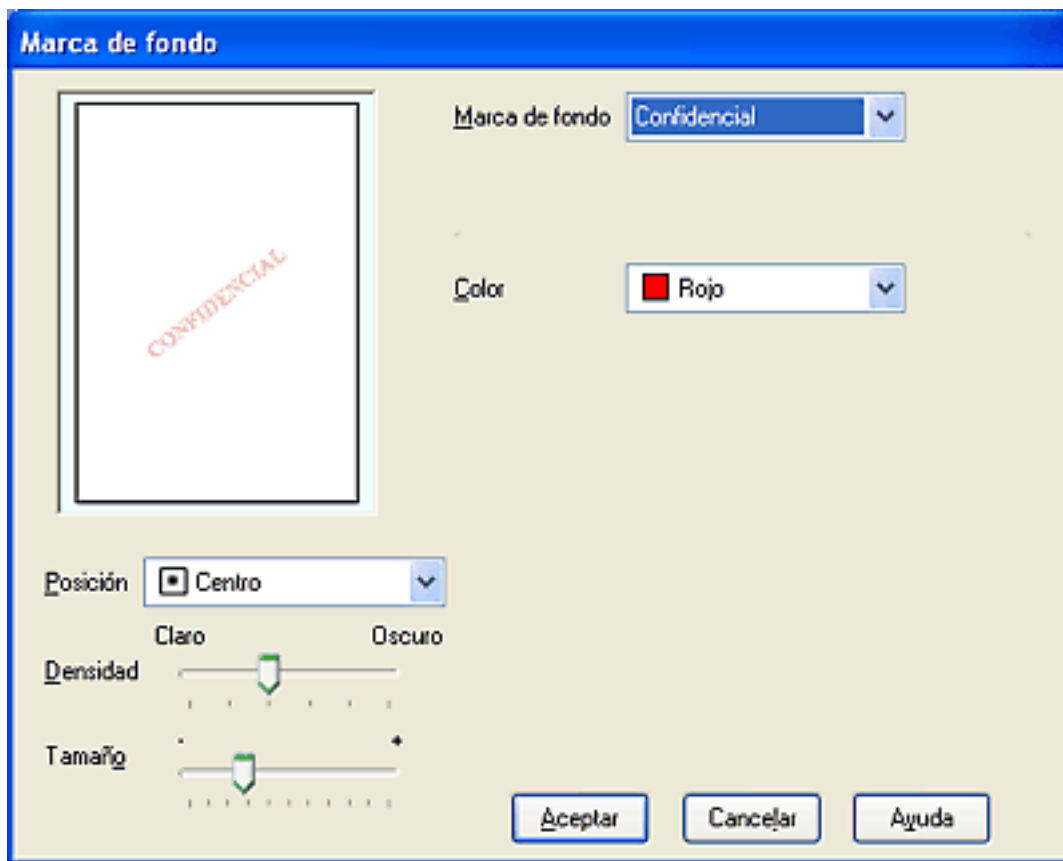 Marca de fondo
Marca de fondo Confidencial
CONFIDENCIAL
Color Rojo
Posición Centro
Claro Oscuro
Densidad
- +
Tamaño
Aceptar Cancelar Ayuda